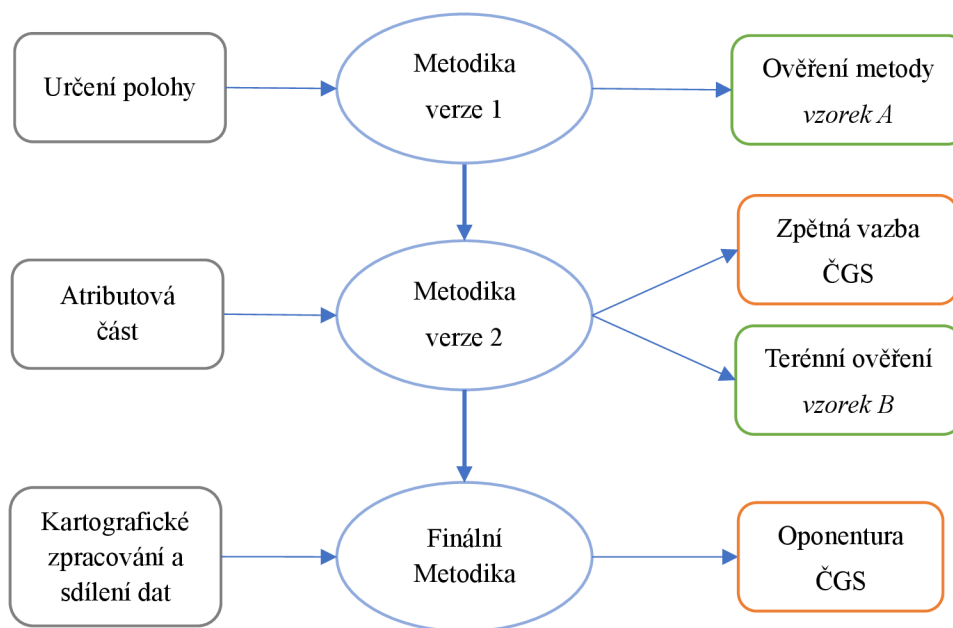 Určení polohy
Metodika
verze 1
Ověření metody
vzorek A
Atributová
část
Metodika
verze 2
Zpětná vazba
ČGS
Terénní ověření
vzorek B
Kartografické
zpracování a
sdílení dat
Finální
Metodika
Oponentura
ČGS